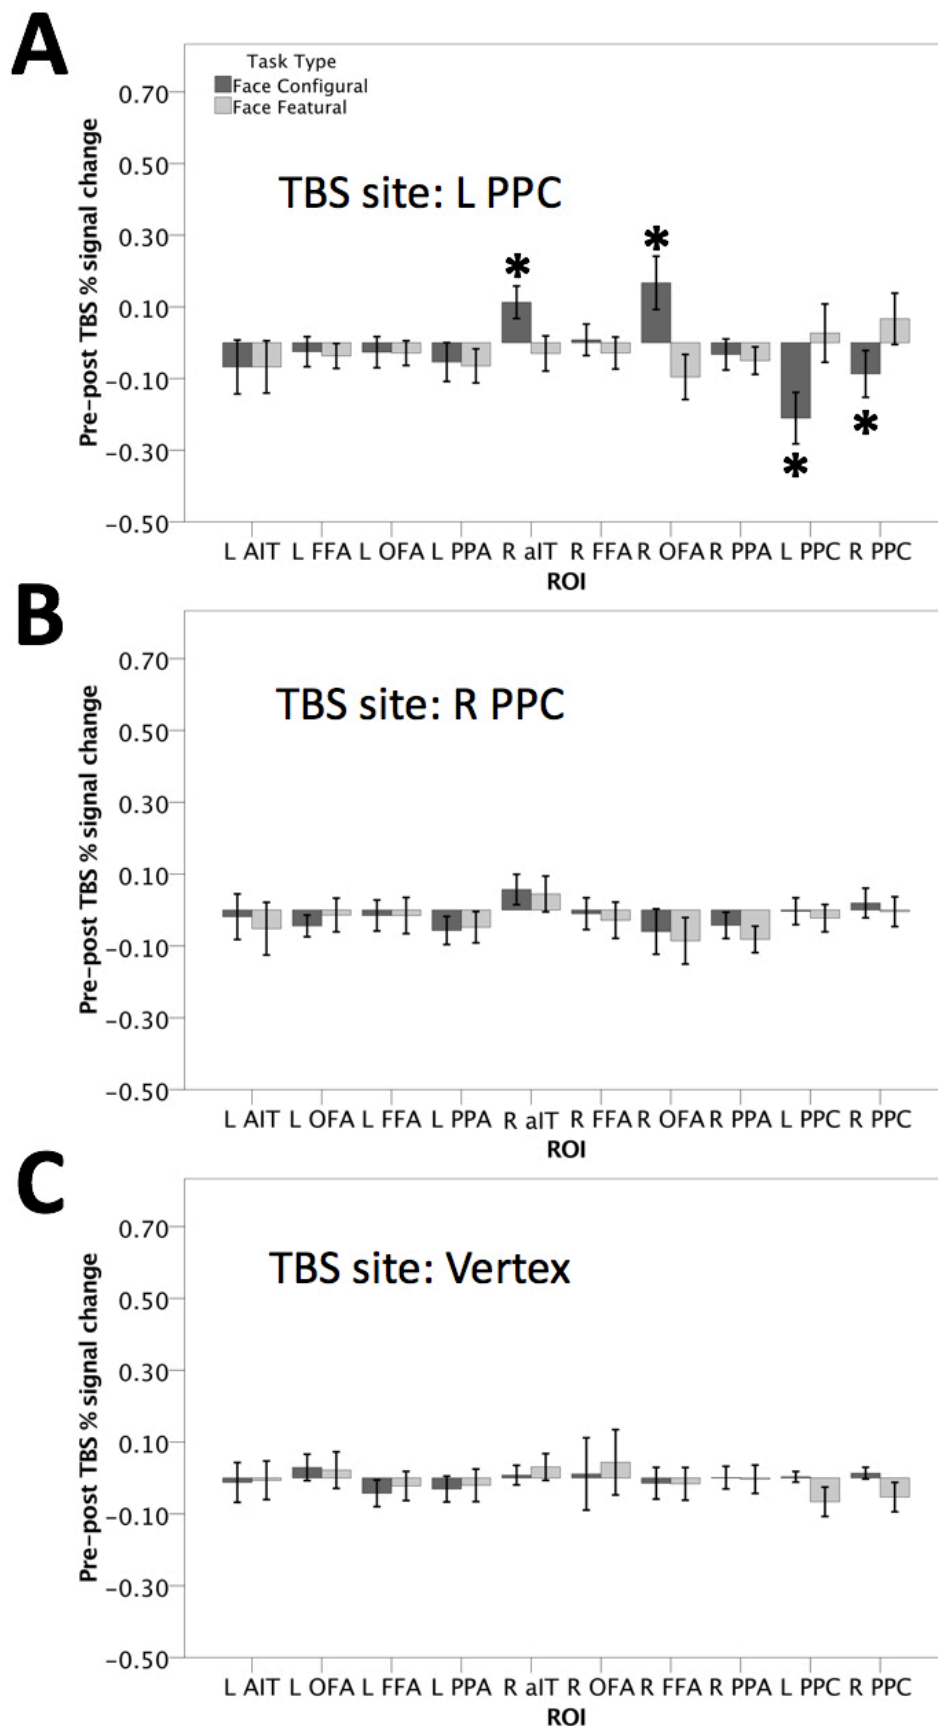 A
Task Type
Face Configural
Face Featural
TBS site: L PPC
Pre-post TBS % signal change
0.70
0.50
0.30
0.10
-0.10
-0.30
-0.50
* * * *
L AIT L FFA L OFA L PPA R aIT R FFA R OFA R PPA L PPC R PPC
ROI
B
TBS site: R PPC
Pre-post TBS % signal change
0.70
0.50
0.30
0.10
-0.10
-0.30
-0.50
L AIT L OFA L FFA L PPA R aIT R FFA R OFA R PPA L PPC R PPC
ROI
C
TBS site: Vertex
Pre-post TBS % signal change
0.70
0.50
0.30
0.10
-0.10
-0.30
-0.50
L AIT L OFA L FFA L PPA R aIT R OFA R FFA R PPA L PPC R PPC
ROI